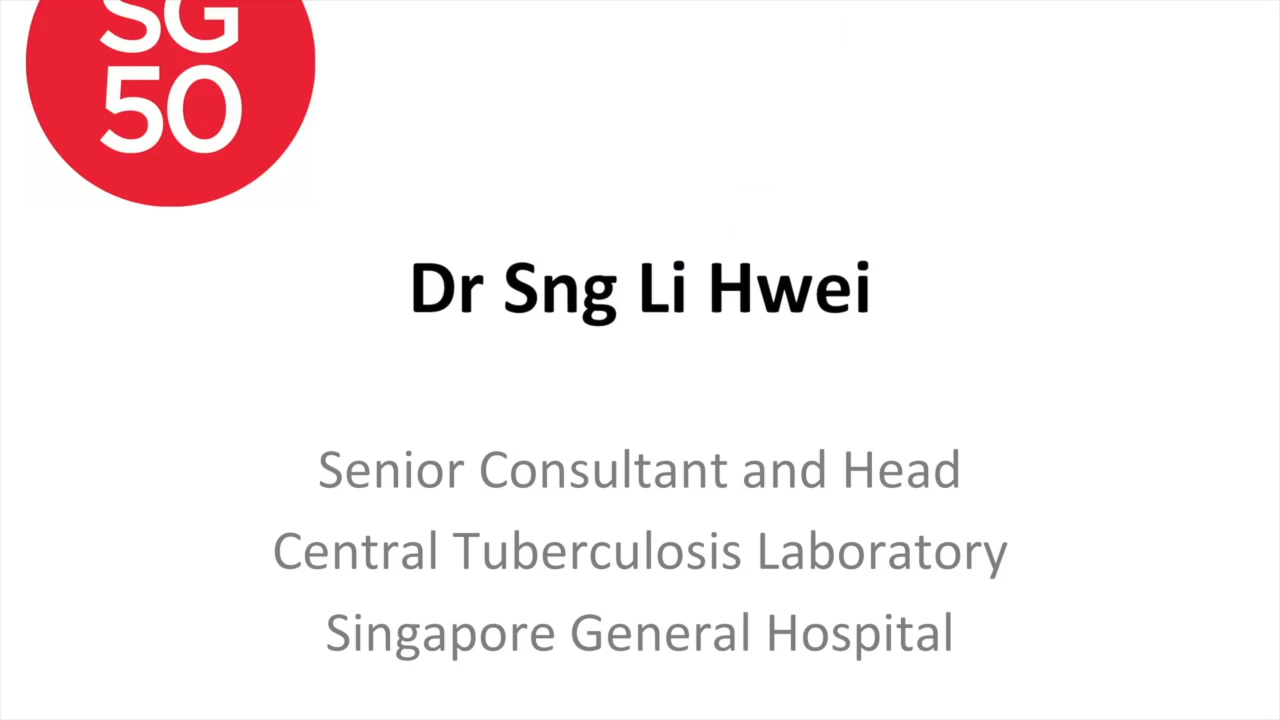 SG
50
Dr Sng Li Hwei
Senior Consultant and Head
Central Tuberculosis Laboratory
Singapore General Hospital